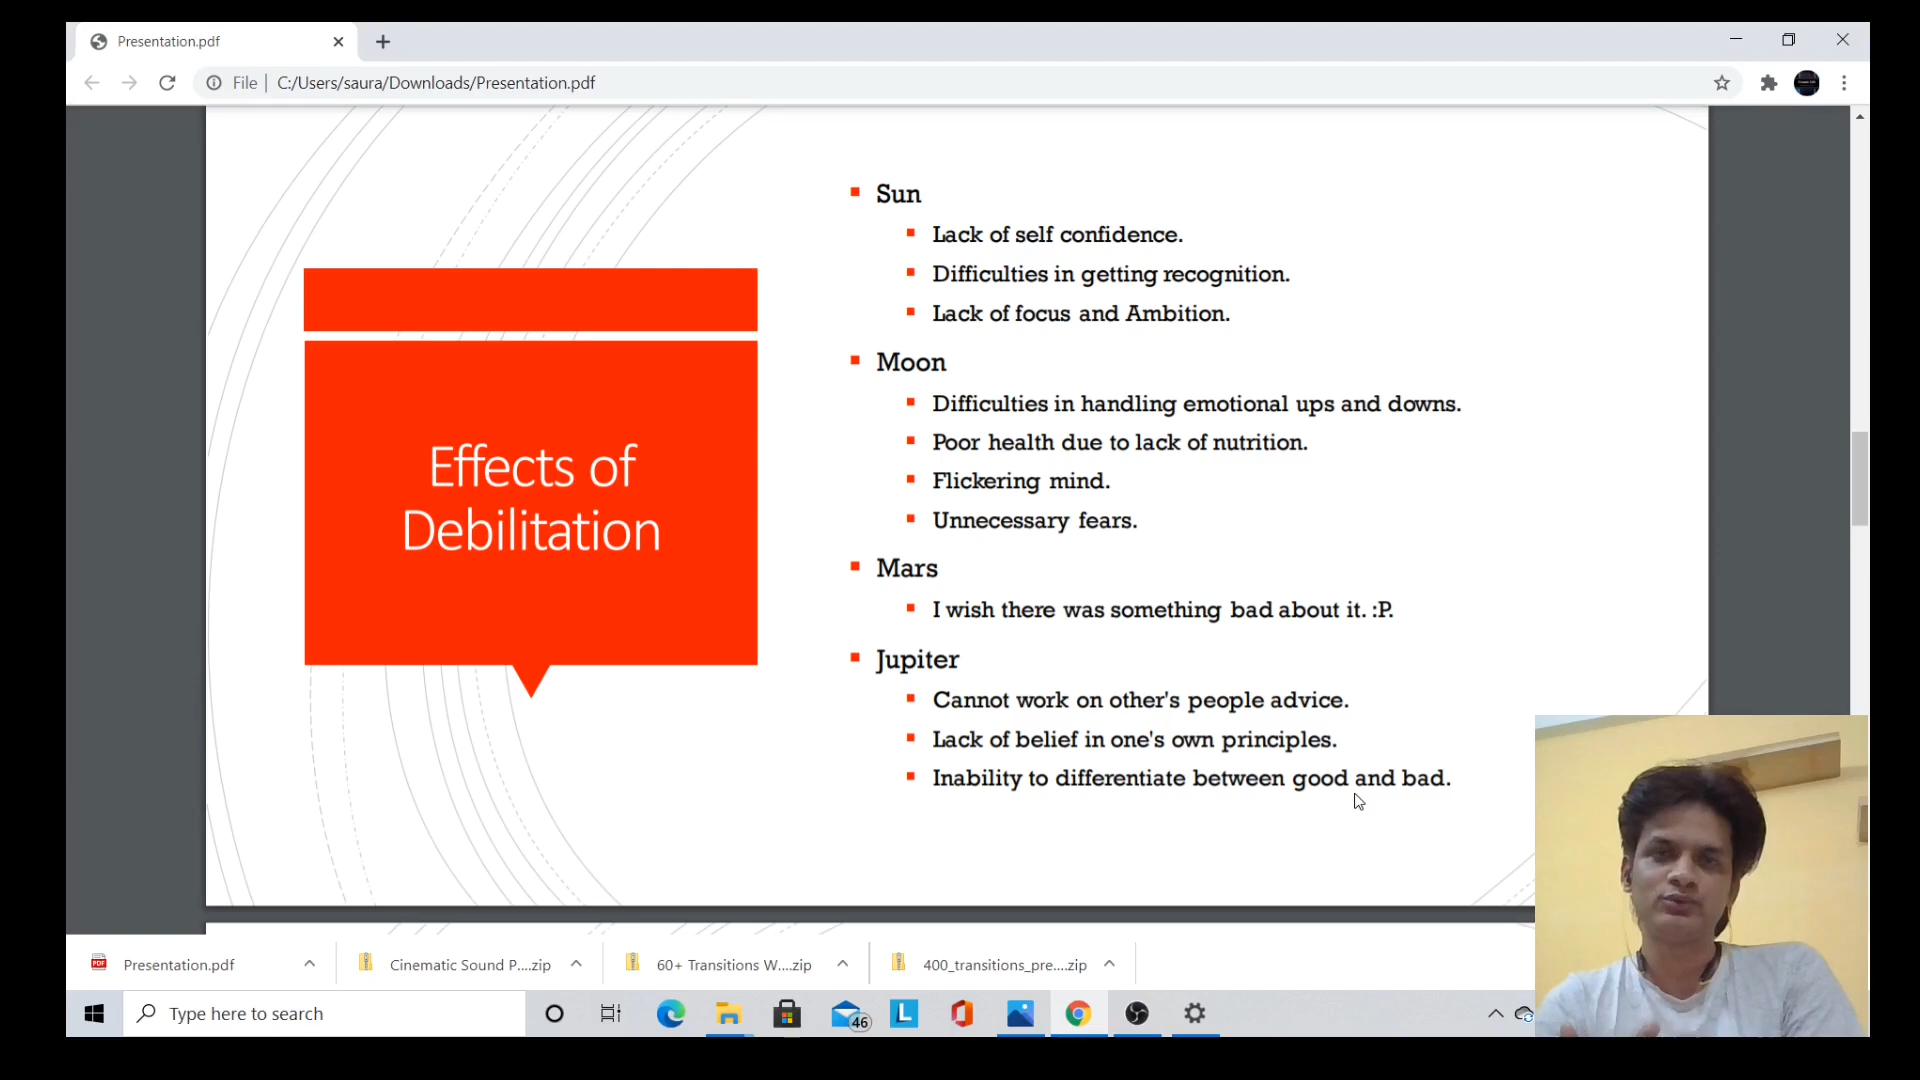 Presentation.pdf
File | C:/Users/saura/Downloads/Presentation.pdf
Effects of
Debilitation
Sun
Lack of self confidence.
Difficulties in getting recognition.
Lack of focus and Ambition.
Moon
Difficulties in handling emotional ups and downs.
Poor health due to lack of nutrition.
Flickering mind.
Unnecessary fears.
Mars
I wish there was something bad about it. :P.
Jupiter
Cannot work on other's people advice.
Lack of belief in one's own principles.
Inability to differentiate between good and bad.
Presentation.pdf
Cinematic Sound P....zip
60+ Transitions W....zip
400_transitions_pre....zip
Type here to search
46
L